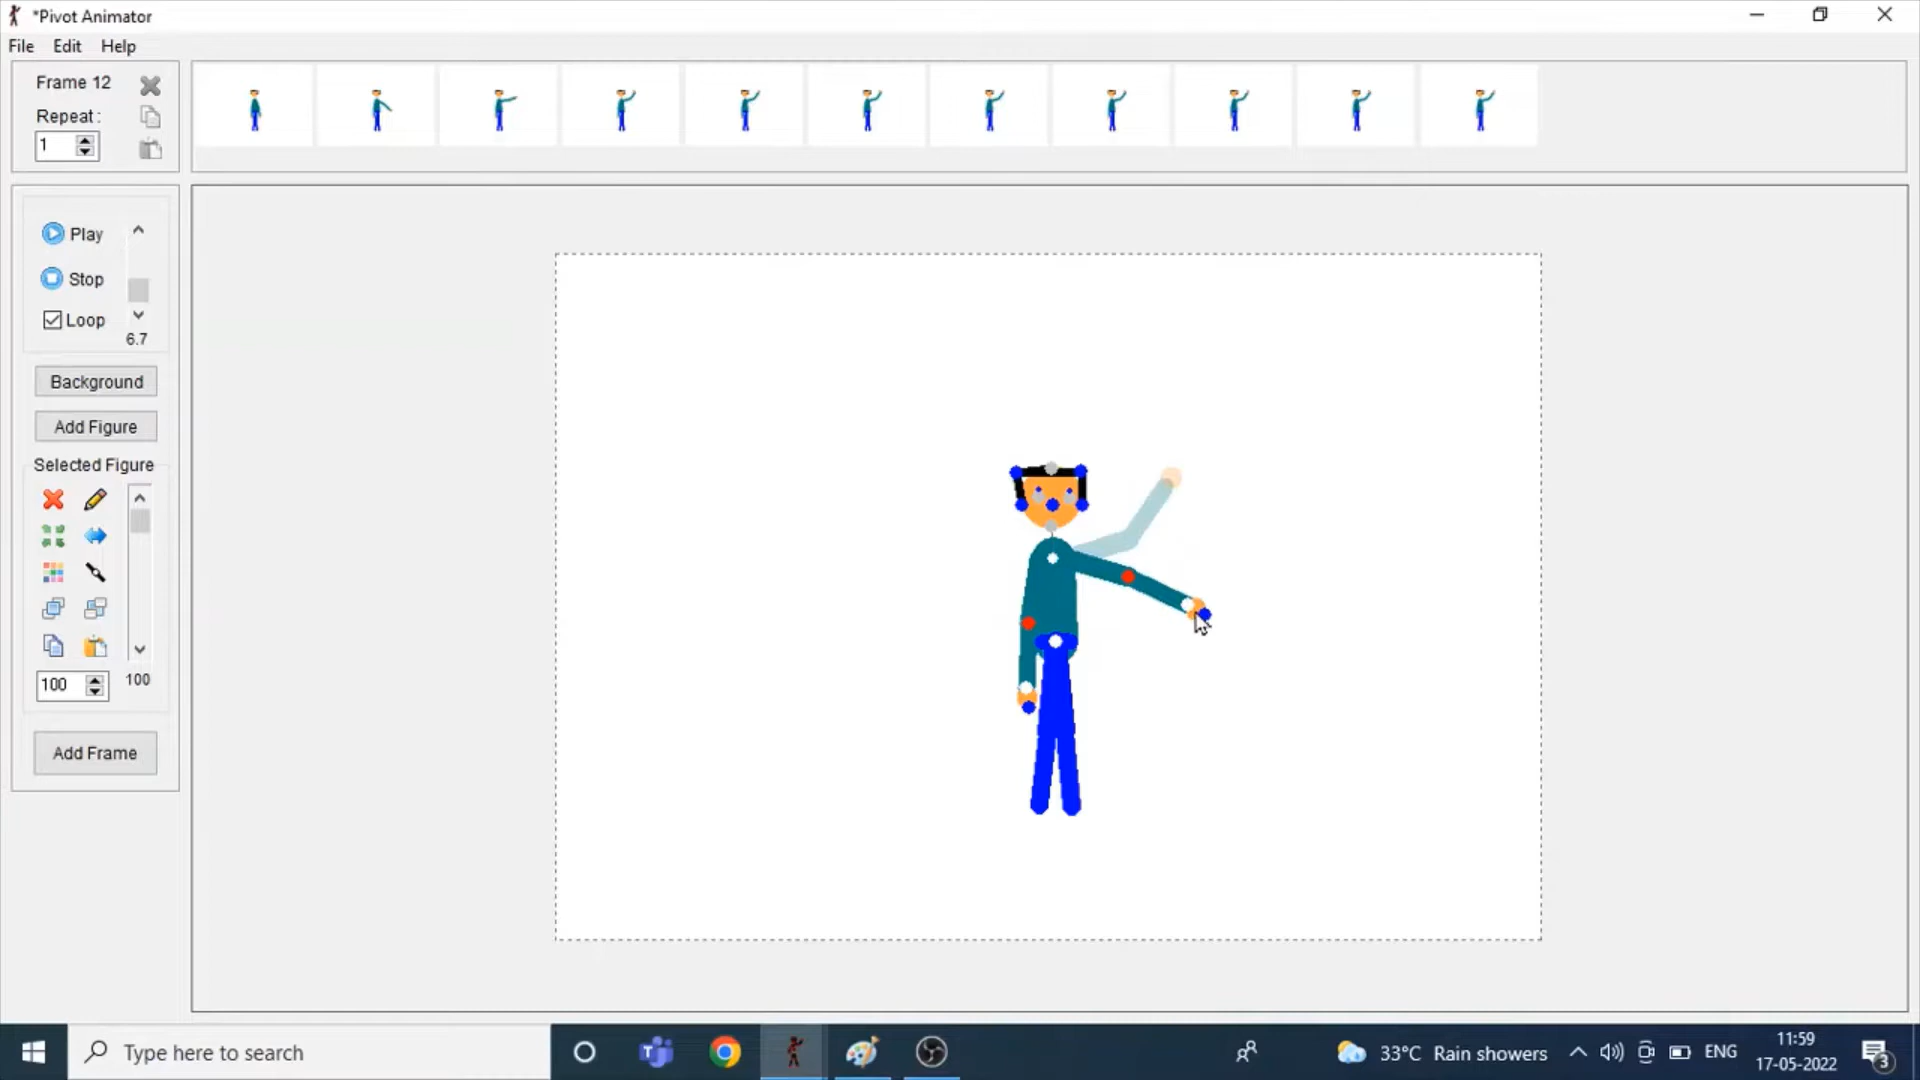 *Pivot Animator
File Edit Help
Frame 12
Repeat:
1
Play
Stop
Loop
6.7
Background
Add Figure
Selected Figure
100
100
Add Frame
Type here to search
33°C Rain showers
ENG
11:59
17-05-2022
3